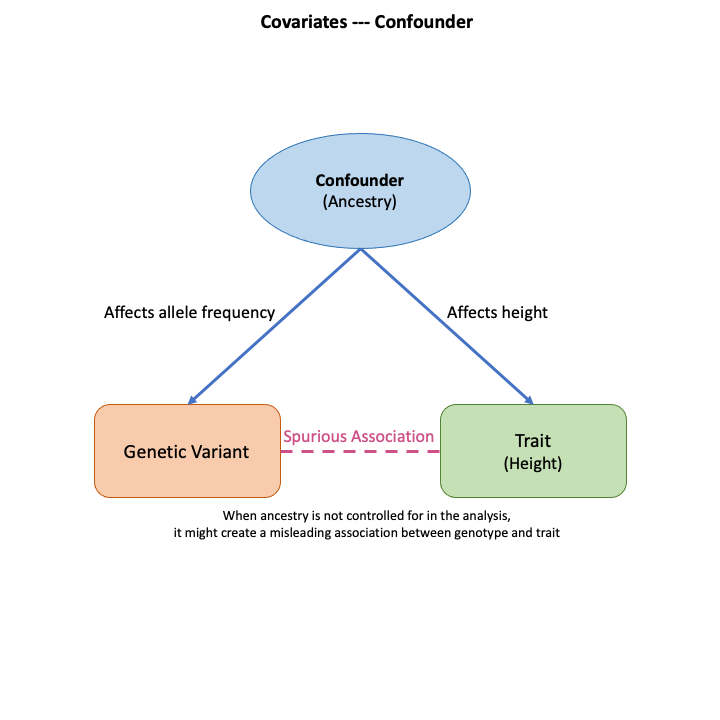 Covariates --- Confounder
Confounder
(Ancestry)
Affects allele frequency
Affects height
Genetic Variant
Spurious Association
Trait
(Height)
When ancestry is not controlled for in the analysis,
it might create a misleading association between genotype and trait